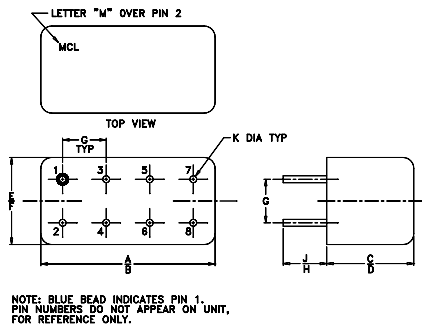 LETTER "M" OVER PIN 2
MCL
TOP VIEW
G
TYP
K DIA TYP
1 3 5 7
E
F
G
2 4 6 8
A
B
J
H
C
D
NOTE: BLUE BEAD INDICATES PIN 1.
PIN NUMBERS DO NOT APPEAR ON UNIT,
FOR REFERENCE ONLY.